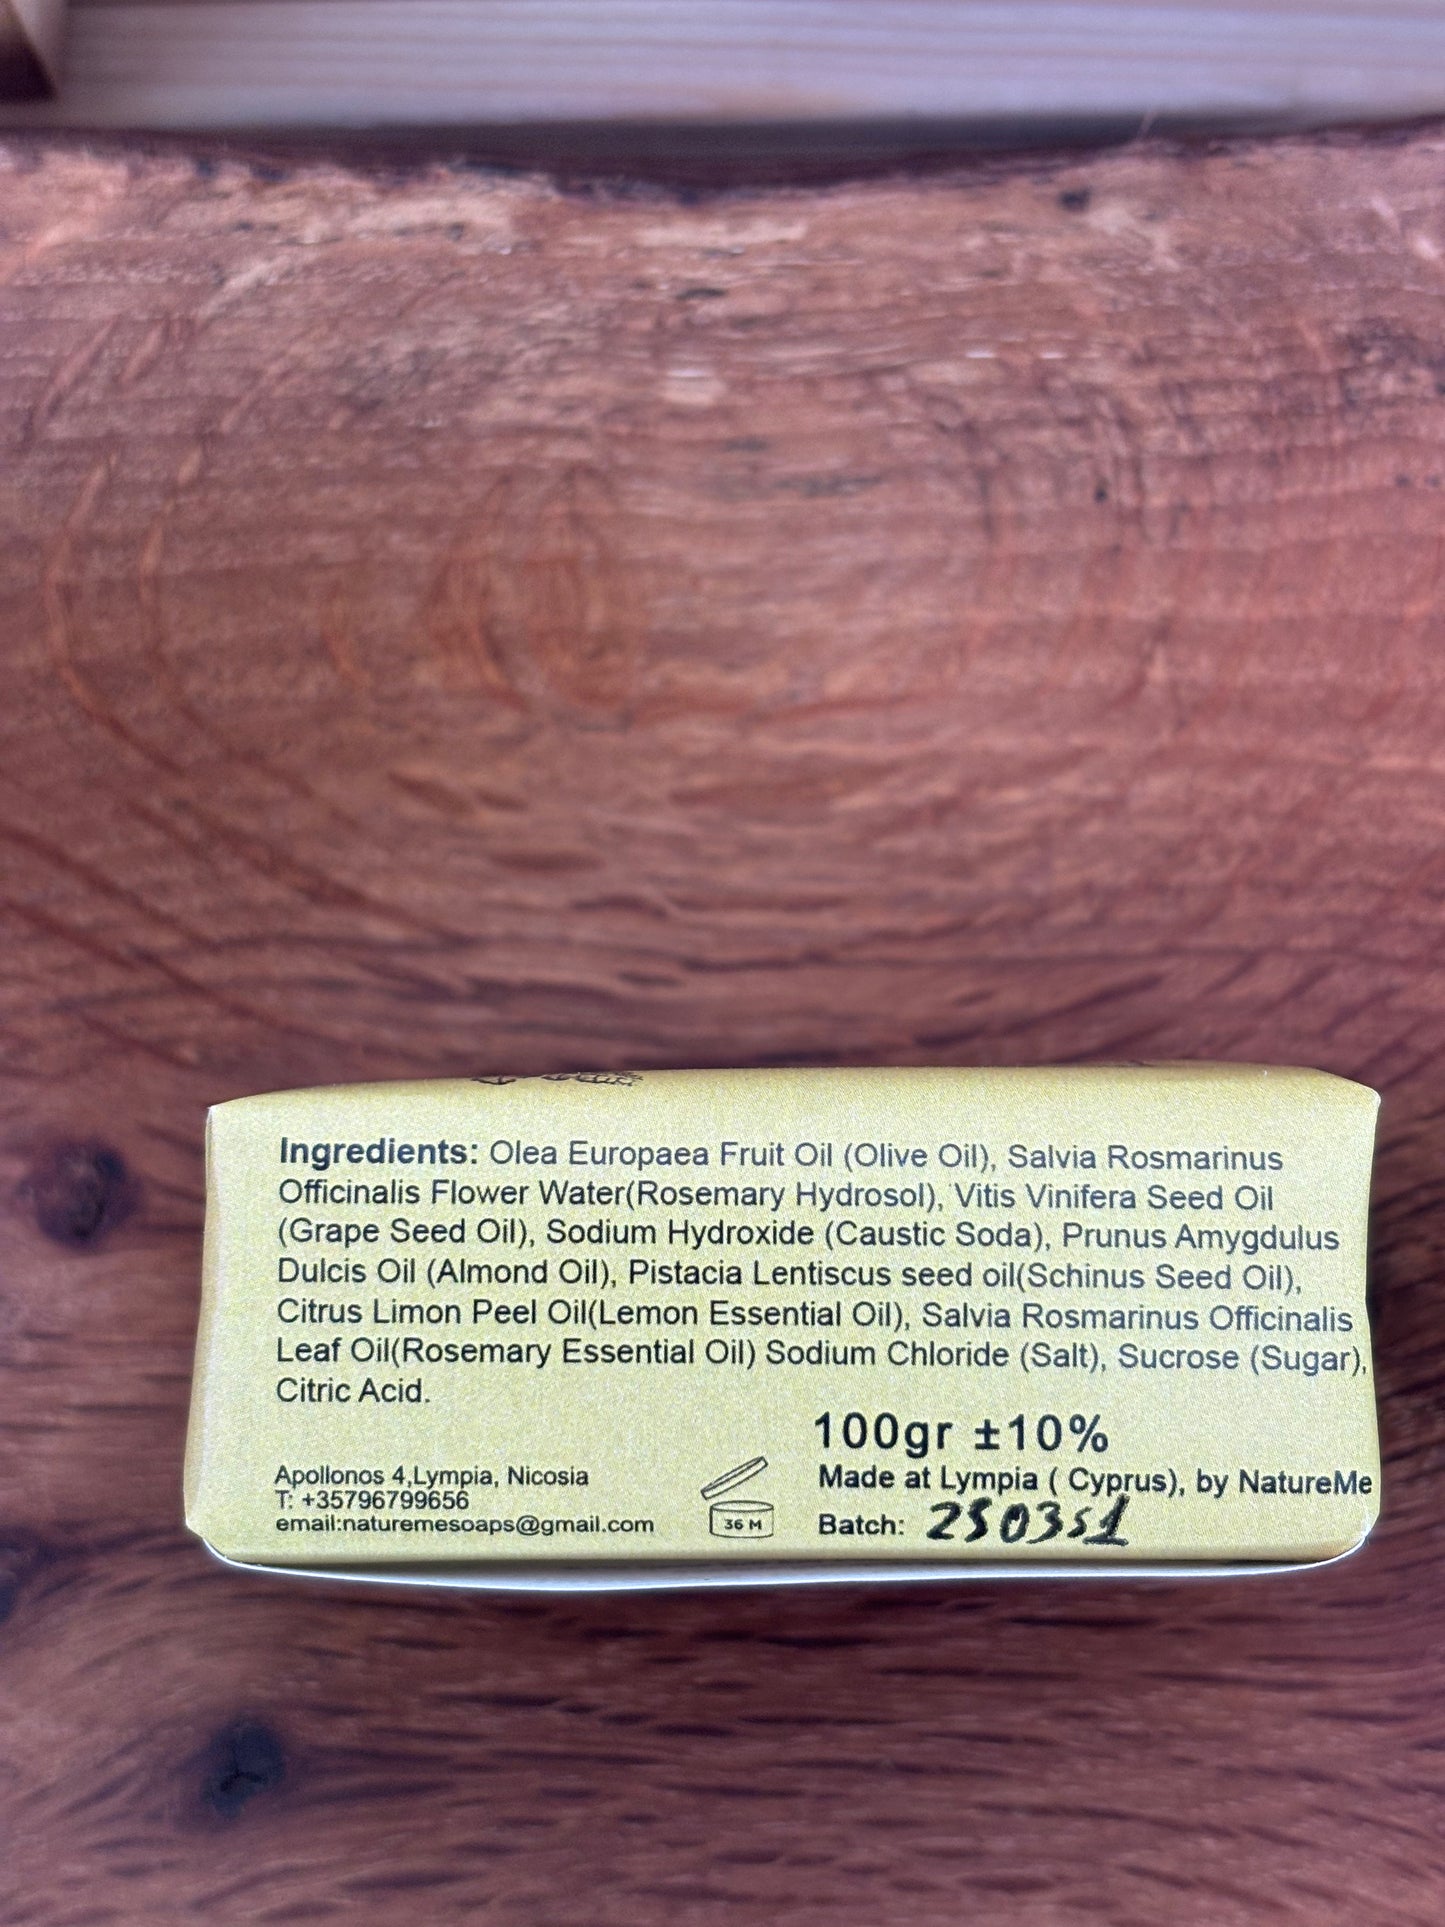 Ingredients: Olea Europaea Fruit Oil (Olive Oil), Salvia Rosmarinus
Officinalis Flower Water(Rosemary Hydrosol), Vitis Vinifera Seed Oil
(Grape Seed Oil), Sodium Hydroxide (Caustic Soda), Prunus Amygdulus
Dulcis Oil (Almond Oil), Pistacia Lentiscus seed oil(Schinus Seed Oil),
Citrus Limon Peel Oil(Lemon Essential Oil), Salvia Rosmarinus Officinalis
Leaf Oil(Rosemary Essential Oil) Sodium Chloride (Salt), Sucrose (Sugar),
Citric Acid.
Apollonos 4,Lympia, Nicosia
T: +35796799656
email:naturemesoaps@gmail.com
36 M
100gr ±10%
Made at Lympia ( Cyprus), by NatureMe
Batch: 250351